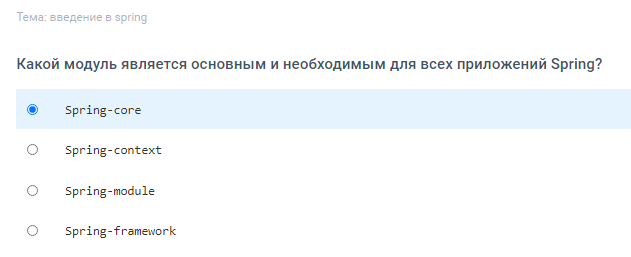 Тема: введение в spring
Какой модуль является основным и необходимым для всех приложений Spring?
Spring-core
Spring-context
Spring-module
Spring-framework